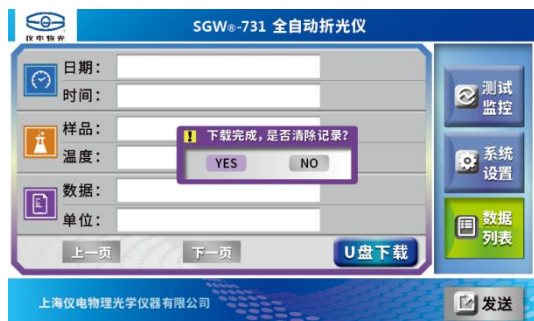 仪电物光
SGW®-731 全自动折光仪
日期：
时间：
样品：
温度：
数据：
单位：
! 下载完成，是否清除记录?
YES NO
上一页 下一页 U盘下载
测试
监控
系统
设置
数据
列表
上海仪电物理光学仪器有限公司
发送